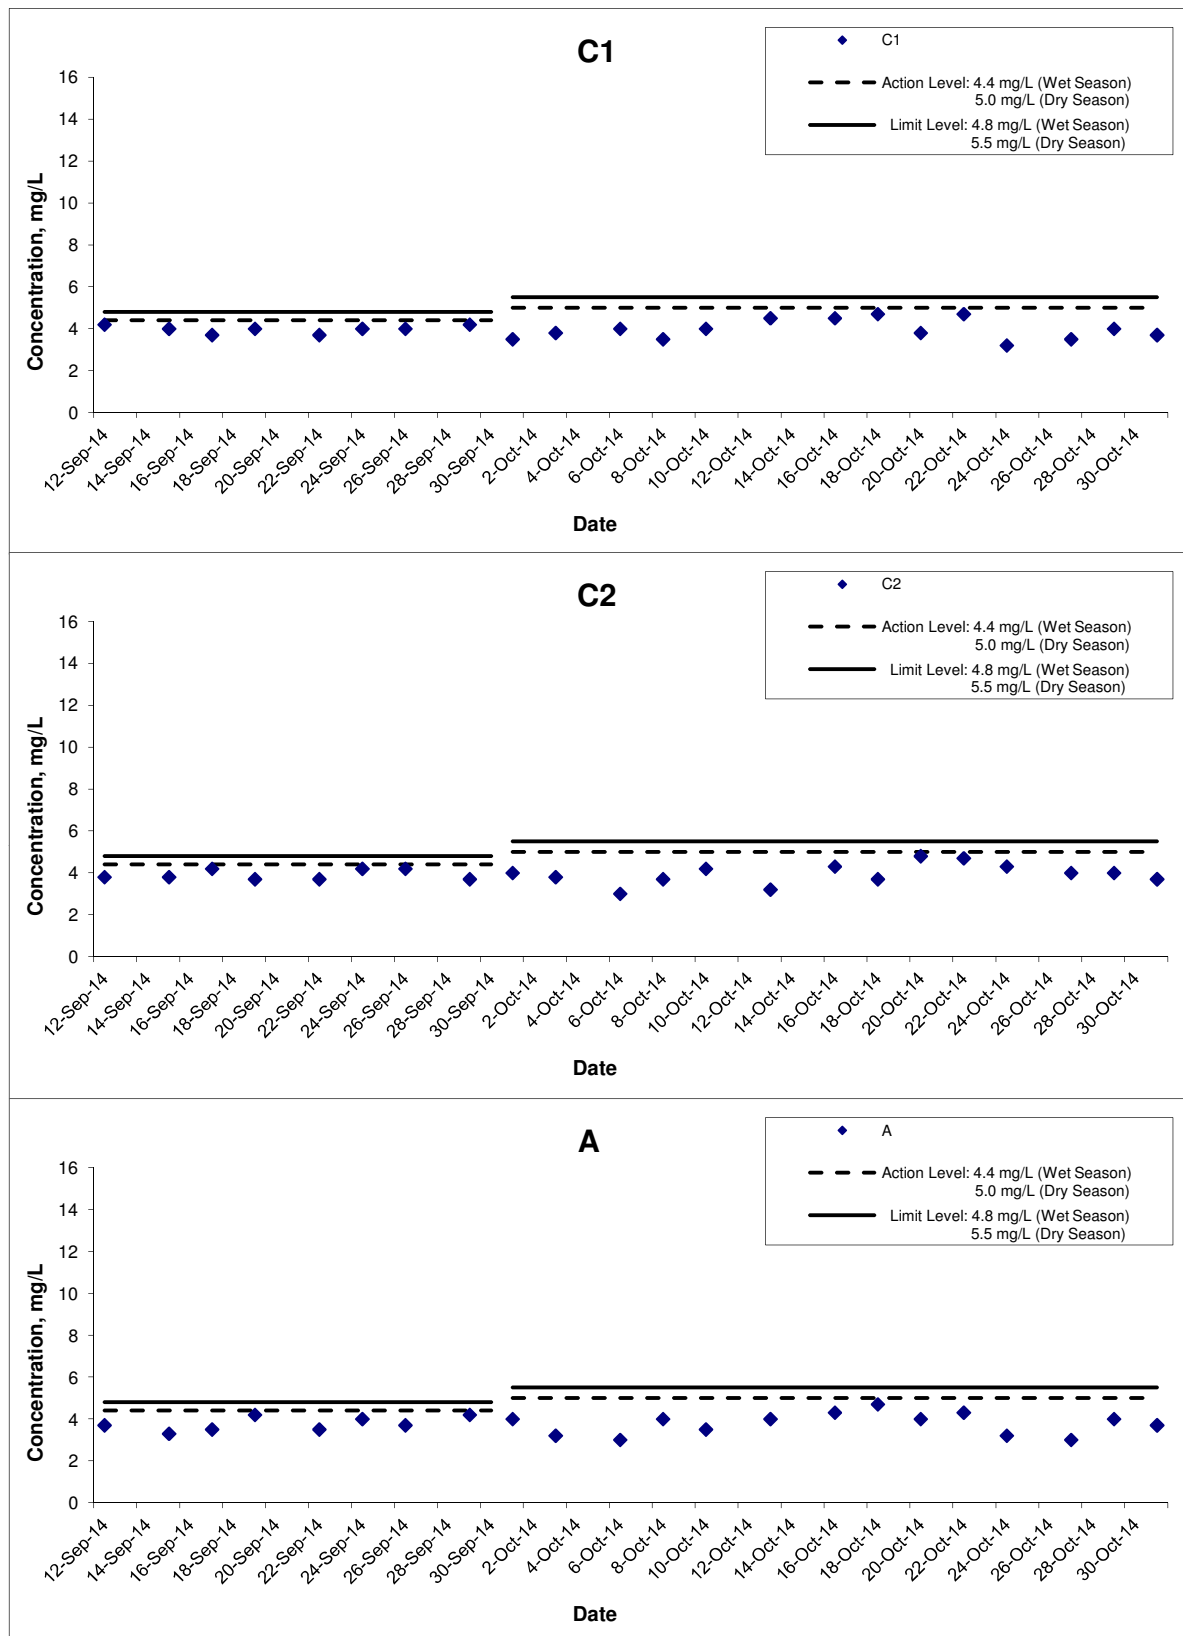 C1
C1
Action Level: 4.4 mg/L (Wet Season)
5.0 mg/L (Dry Season)
Limit Level: 4.8 mg/L (Wet Season)
5.5 mg/L (Dry Season)
Concentration, mg/L
16
14
12
10
8
6
4
2
0
12-Sep-14
14-Sep-14
16-Sep-14
18-Sep-14
20-Sep-14
22-Sep-14
24-Sep-14
26-Sep-14
28-Sep-14
30-Sep-14
2-Oct-14
4-Oct-14
6-Oct-14
8-Oct-14
10-Oct-14
12-Oct-14
14-Oct-14
16-Oct-14
18-Oct-14
20-Oct-14
22-Oct-14
24-Oct-14
26-Oct-14
28-Oct-14
30-Oct-14
Date
C2
C2
Action Level: 4.4 mg/L (Wet Season)
5.0 mg/L (Dry Season)
Limit Level: 4.8 mg/L (Wet Season)
5.5 mg/L (Dry Season)
Concentration, mg/L
16
14
12
10
8
6
4
2
0
12-Sep-14
14-Sep-14
16-Sep-14
18-Sep-14
20-Sep-14
22-Sep-14
24-Sep-14
26-Sep-14
28-Sep-14
30-Sep-14
2-Oct-14
4-Oct-14
6-Oct-14
8-Oct-14
10-Oct-14
12-Oct-14
14-Oct-14
16-Oct-14
18-Oct-14
20-Oct-14
22-Oct-14
24-Oct-14
26-Oct-14
28-Oct-14
30-Oct-14
Date
A
A
Action Level: 4.4 mg/L (Wet Season)
5.0 mg/L (Dry Season)
Limit Level: 4.8 mg/L (Wet Season)
5.5 mg/L (Dry Season)
Concentration, mg/L
16
14
12
10
8
6
4
2
0
12-Sep-14
14-Sep-14
16-Sep-14
18-Sep-14
20-Sep-14
22-Sep-14
24-Sep-14
26-Sep-14
28-Sep-14
30-Sep-14
2-Oct-14
4-Oct-14
6-Oct-14
8-Oct-14
10-Oct-14
12-Oct-14
14-Oct-14
16-Oct-14
18-Oct-14
20-Oct-14
22-Oct-14
24-Oct-14
26-Oct-14
28-Oct-14
30-Oct-14
Date